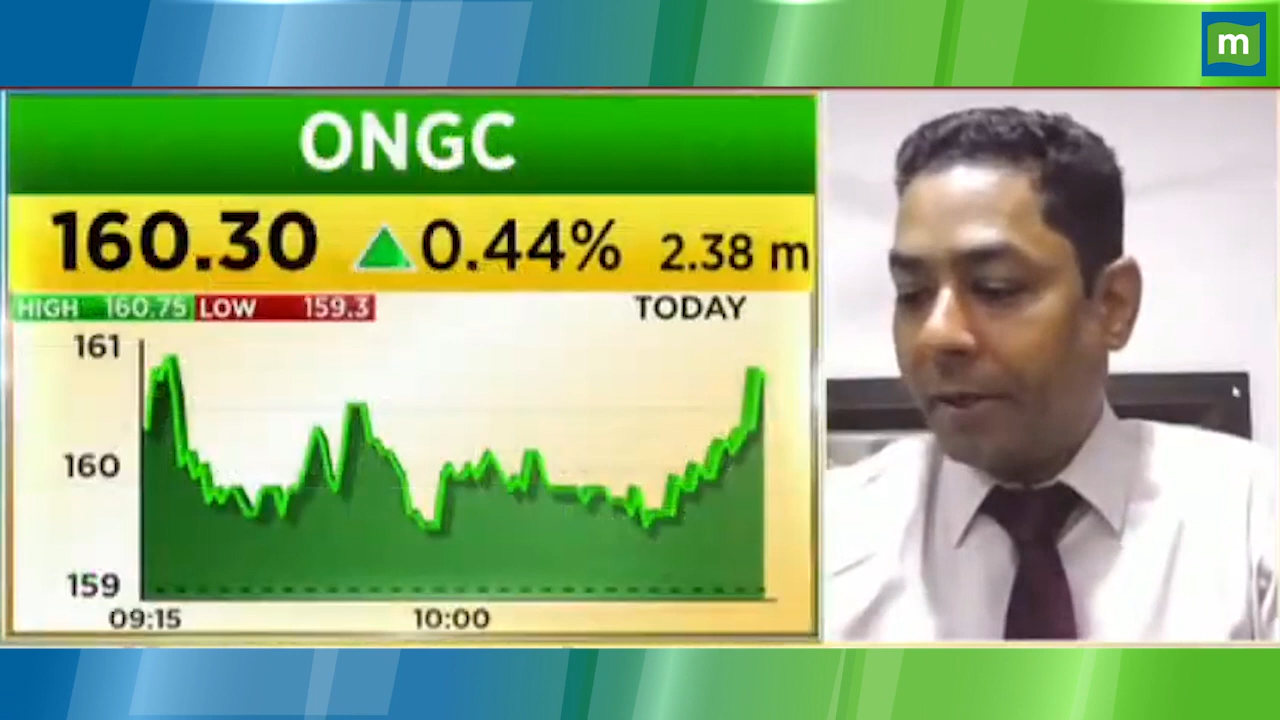 m
ONGC
160.30 ▲ 0.44% 2.38 m
HIGH 160.75 LOW 159.3 TODAY
161
160
159
09:15 10:00